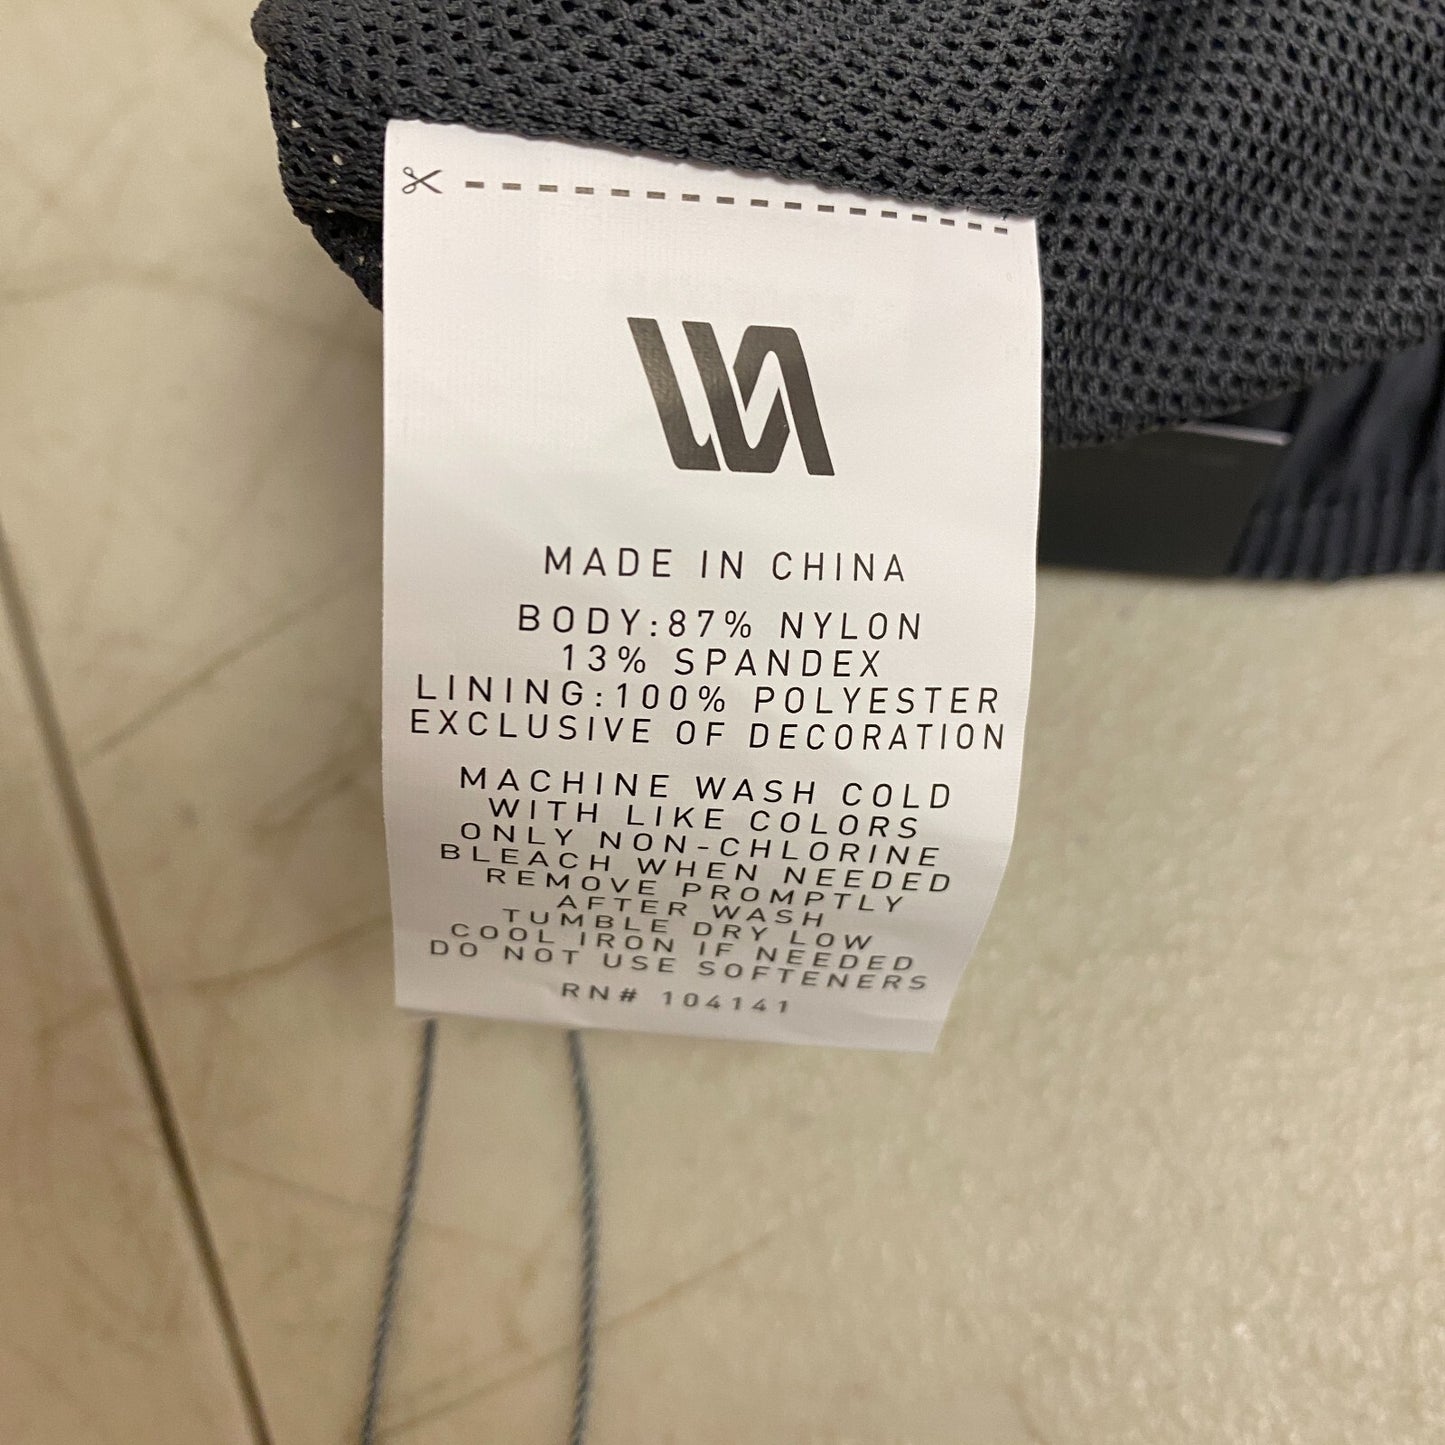 MADE IN CHINA
BODY:87% NYLON
13% SPANDEX
LINING:100% POLYESTER
EXCLUSIVE OF DECORATION
MACHINE WASH COLD
WITH LIKE COLORS
ONLY NON-CHLORINE
BLEACH WHEN NEEDED
REMOVE PROMPTLY
AFTER WASH
TUMBLE DRY LOW
COOL IRON IF NEEDED
DO NOT USE SOFTENERS
RN# 104141